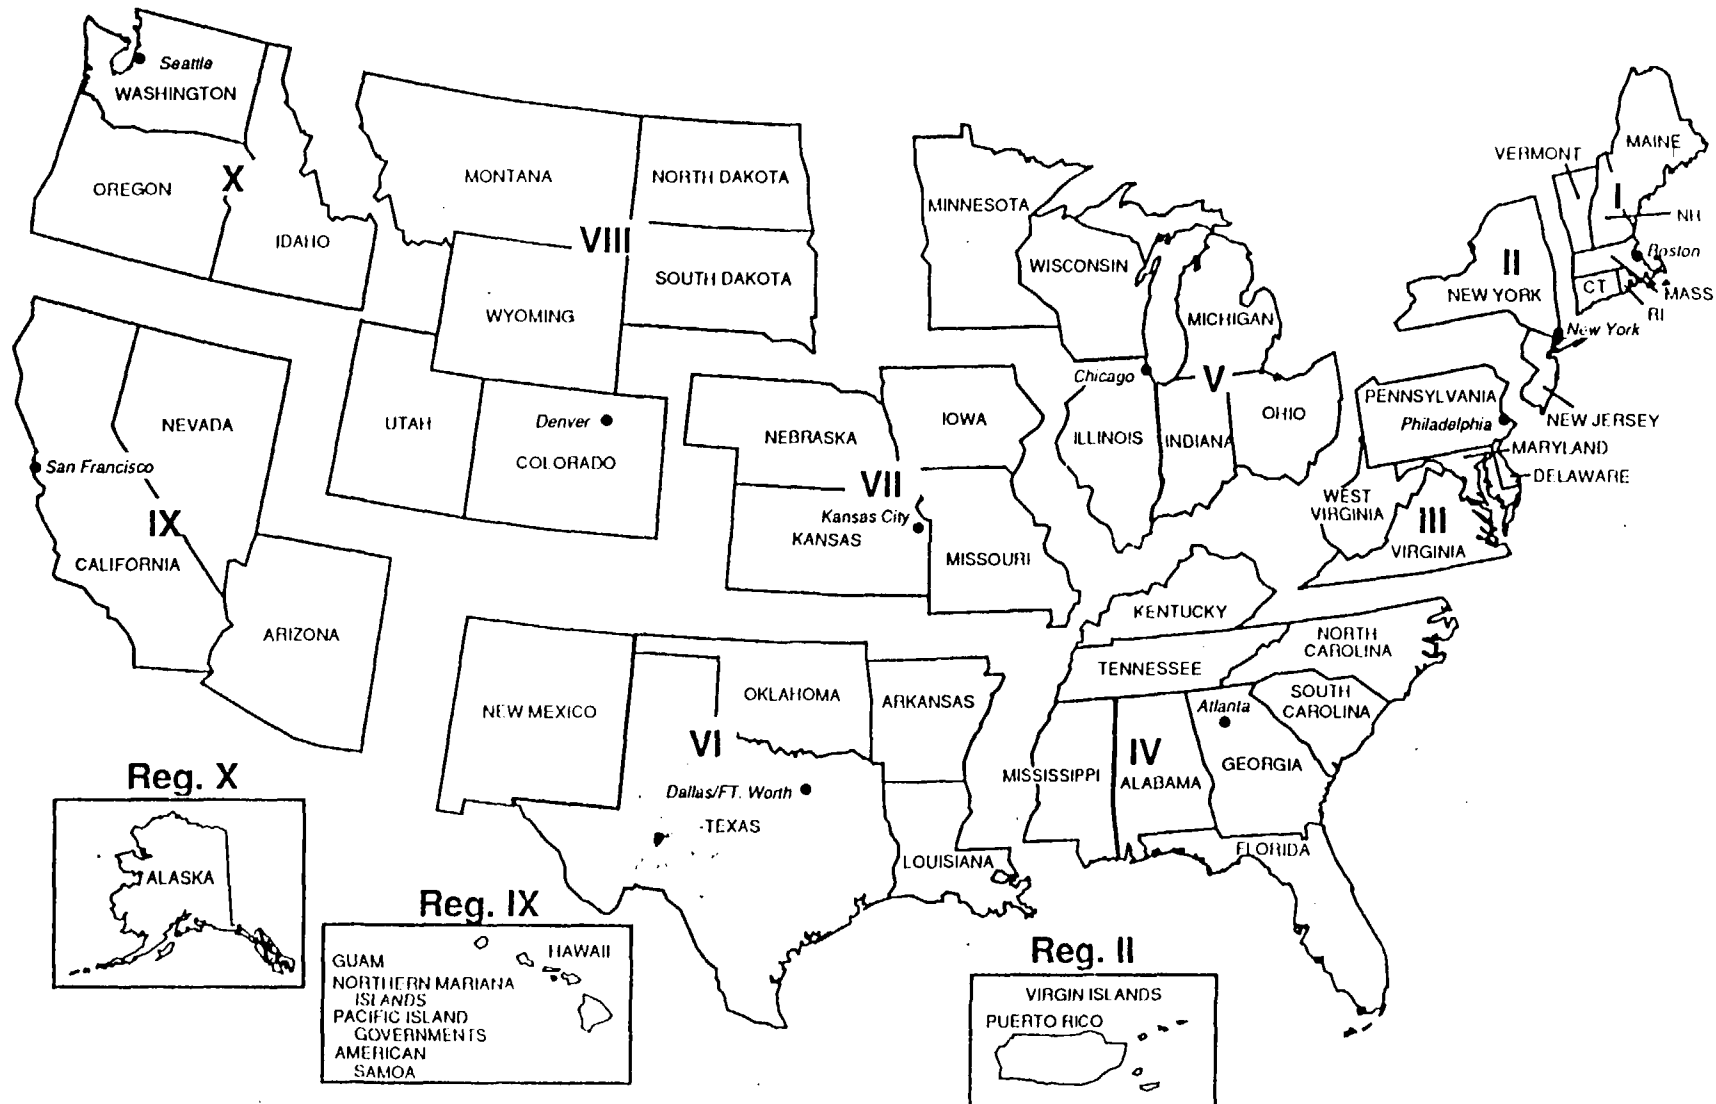 Seattle
WASHINGTON
OREGON
X
IDAHO
MONTANA
NORTH DAKOTA
VIII
SOUTH DAKOTA
WYOMING
UTAH
Denver
COLORADO
NEVADA
San Francisco
IX
CALIFORNIA
ARIZONA
MINNESOTA
WISCONSIN
MICHIGAN
Chicago
V
ILLINOIS
INDIANA
OHIO
NEBRASKA
IOWA
VII
Kansas City
KANSAS
MISSOURI
VERMONT
MAINE
I
NH
Boston
MASS
CT
RI
II
NEW YORK
New York
PENNSYLVANIA
Philadelphia
NEW JERSEY
MARYLAND
DELAWARE
WEST
VIRGINIA
III
VIRGINIA
KENTUCKY
TENNESSEE
NORTH
CAROLINA
SOUTH
CAROLINA
Atlanta
IV
MISSISSIPPI
ALABAMA
GEORGIA
FLORIDA
NEW MEXICO
OKLAHOMA
ARKANSAS
VI
Dallas/FT. Worth
TEXAS
LOUISIANA
Reg. X
ALASKA
Reg. IX
HAWAII
GUAM
NORTHERN MARIANA
ISLANDS
PACIFIC ISLAND
GOVERNMENTS
AMERICAN
SAMOA
Reg. II
VIRGIN ISLANDS
PUERTO RICO